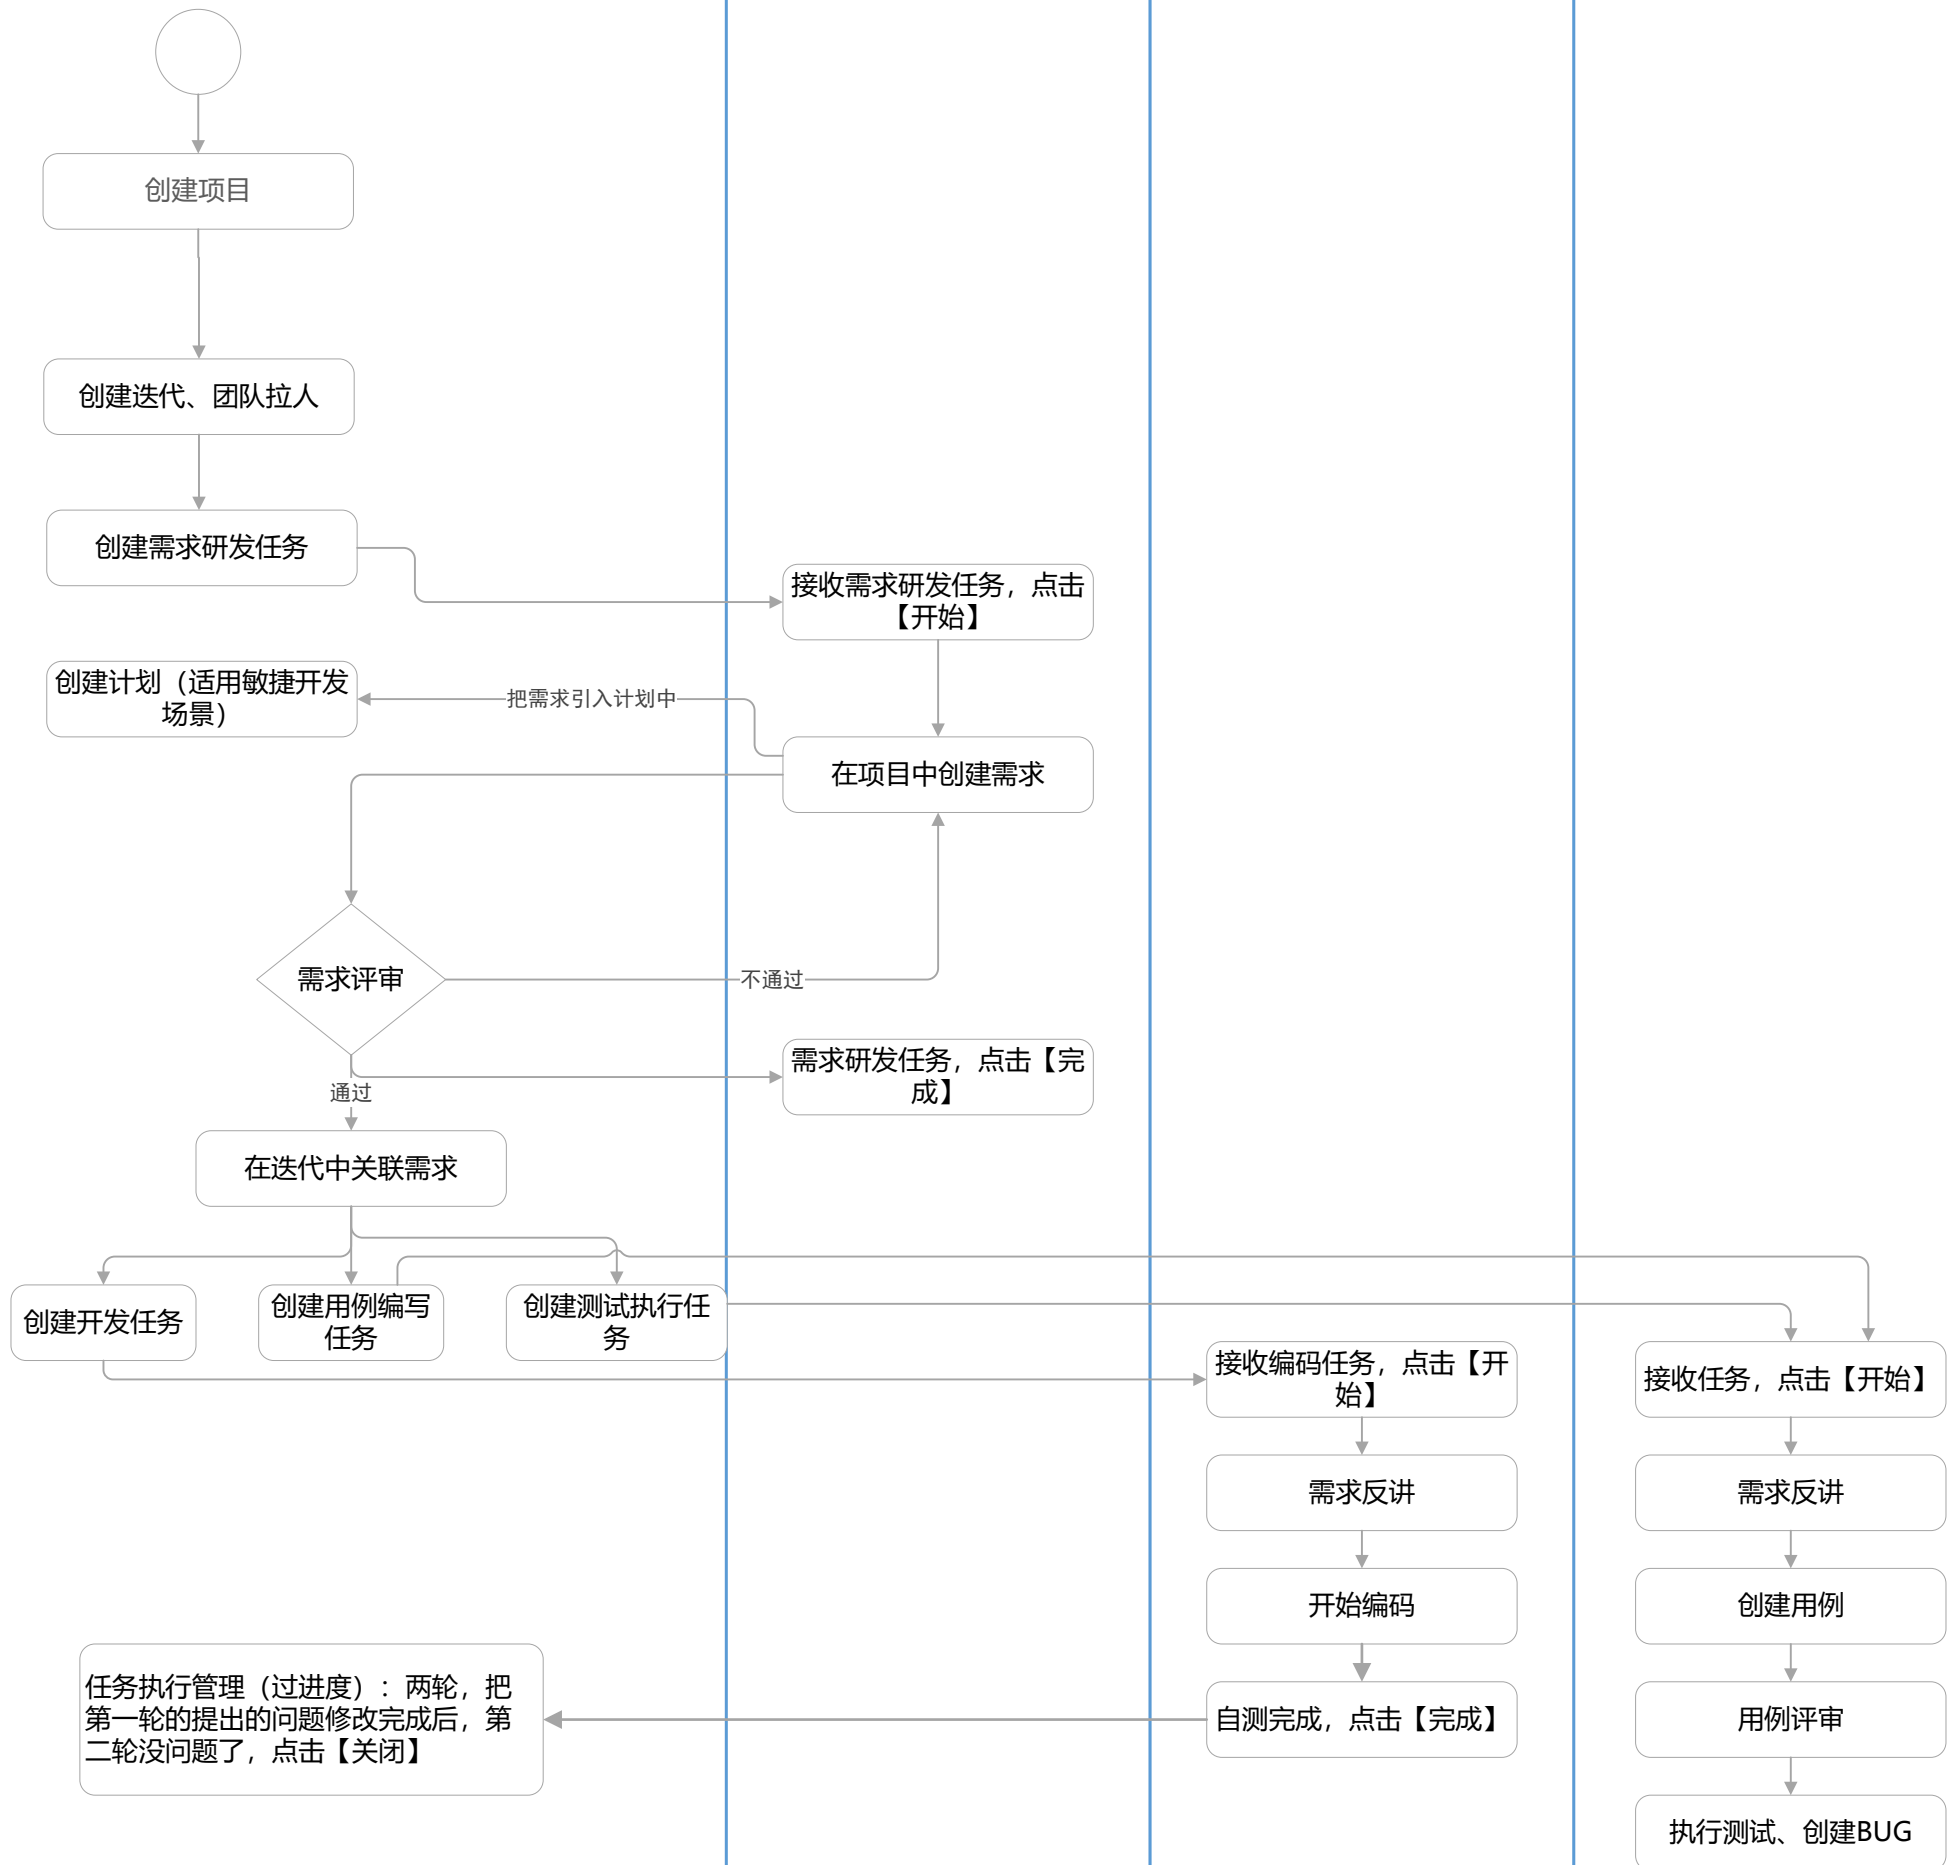 创建项目
创建迭代、团队拉人
创建需求研发任务
接收需求研发任务，点击
【开始】
创建计划（适用敏捷开发
场景）
把需求引入计划中
在项目中创建需求
需求评审
不通过
需求研发任务，点击【完
成】
通过
在迭代中关联需求
创建开发任务
创建用例编写
任务
创建测试执行任
务
接收编码任务，点击【开
始】
接收任务，点击【开始】
需求反讲
需求反讲
开始编码
创建用例
任务执行管理（过进度）：两轮，把
第一轮的提出的问题修改完成后，第
二轮没问题了，点击【关闭】
自测完成，点击【完成】
用例评审
执行测试、创建BUG